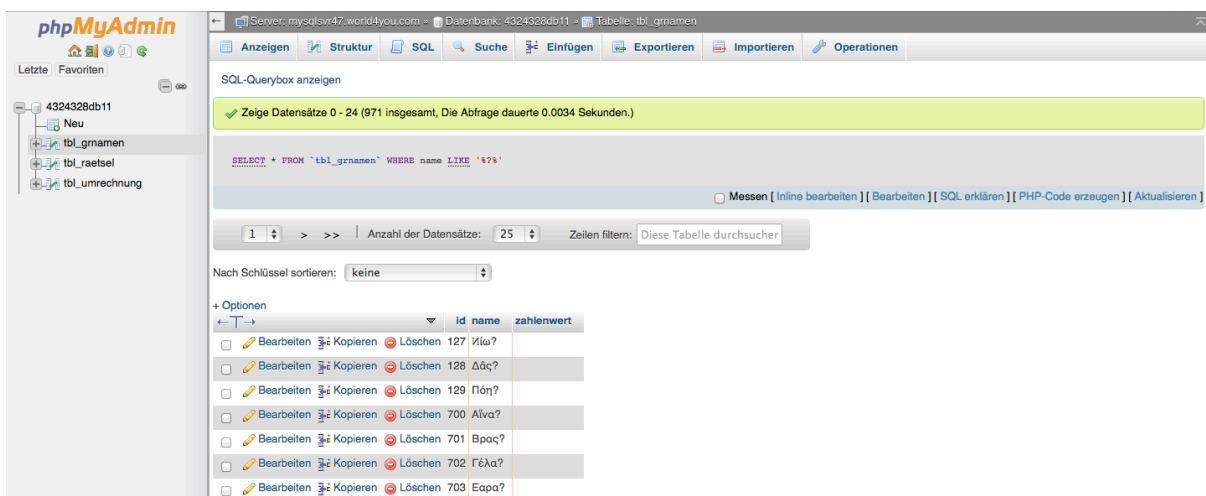 phpMyAdmin
Letzte Favoriten
4324328db11
Neu
tbl_grnamen
tbl_raetsel
tbl_umrechnung
Server: mysqlsvr47.world4you.com » Datenbank: 4324328db11 » Tabelle: tbl_grnamen
Anzeigen Struktur SQL Suche Einfügen Exportieren Importieren Operationen
SQL-Querybox anzeigen
Zeige Datensätze 0 - 24 (971 insgesamt, Die Abfrage dauerte 0.0034 Sekunden.)
SELECT * FROM `tbl_grnamen` WHERE name LIKE '%?%'
Messen [ Inline bearbeiten ] [ Bearbeiten ] [ SQL erklären ] [ PHP-Code erzeugen ] [ Aktualisieren ]
1 > >> | Anzahl der Datensätze: 25 Zeilen filtern: Diese Tabelle durchsuchen
Nach Schlüssel sortieren: keine
+ Optionen
←T→ ▼ id name zahlenwert
Bearbeiten Kopieren Löschen 127 Ͷίω?
Bearbeiten Kopieren Löschen 128 Δᾶς?
Bearbeiten Kopieren Löschen 129 Πόη?
Bearbeiten Kopieren Löschen 700 Αἶνα?
Bearbeiten Kopieren Löschen 701 Βρας?
Bearbeiten Kopieren Löschen 702 Γέλα?
Bearbeiten Kopieren Löschen 703 Εαρα?